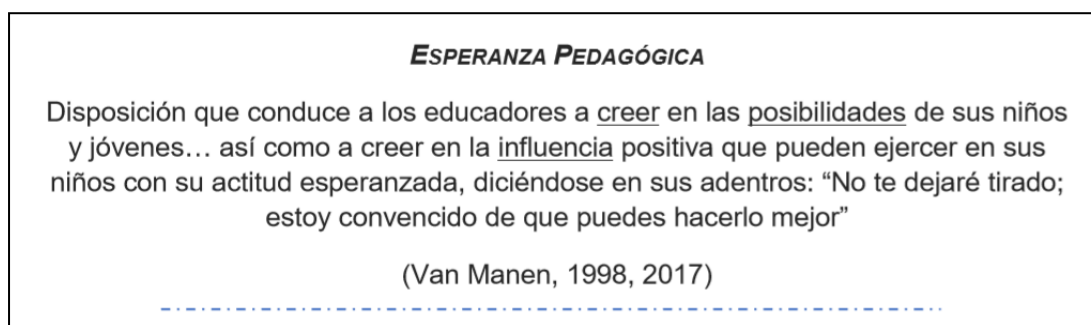 ESPERANZA PEDAGÓGICA
Disposición que conduce a los educadores a creer en las posibilidades de sus niños
y jóvenes… así como a creer en la influencia positiva que pueden ejercer en sus
niños con su actitud esperanzada, diciéndose en sus adentros: “No te dejaré tirado;
estoy convencido de que puedes hacerlo mejor”
(Van Manen, 1998, 2017)